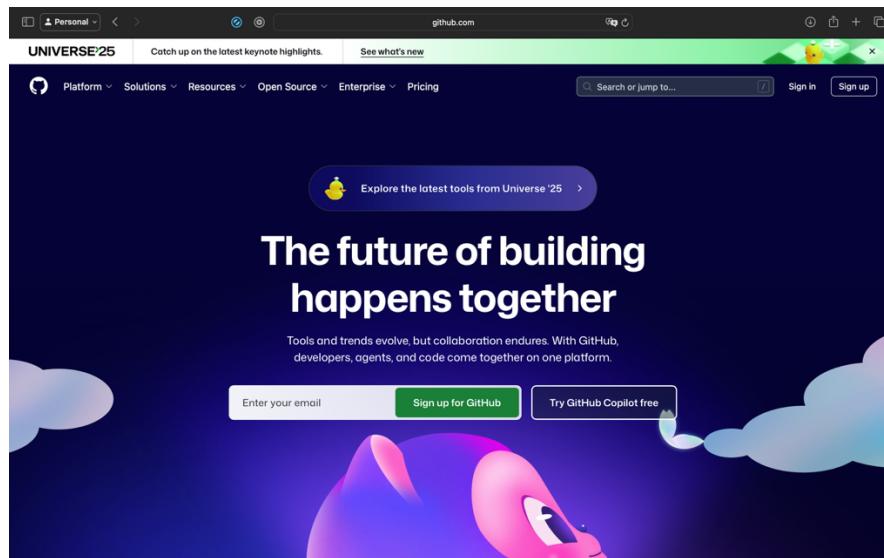 Personal
github.com
UNIVERSE'25
Catch up on the latest keynote highlights.
See what's new
Platform
Solutions
Resources
Open Source
Enterprise
Pricing
Search or jump to...
/
Sign in
Sign up
Explore the latest tools from Universe '25
The future of building
happens together
Tools and trends evolve, but collaboration endures. With GitHub,
developers, agents, and code come together on one platform.
Enter your email
Sign up for GitHub
Try GitHub Copilot free